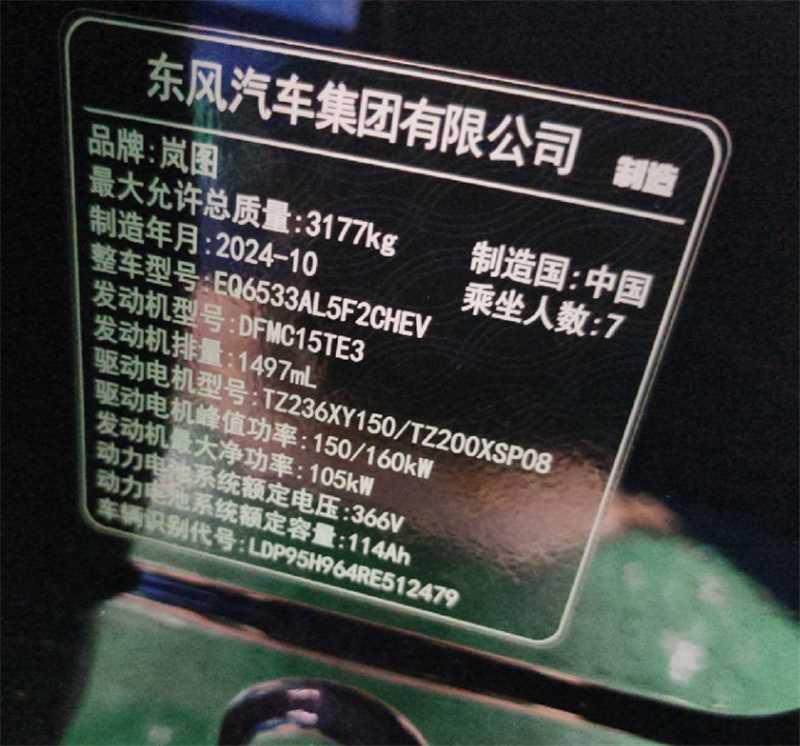 东风汽车集团有限公司 制造
品牌:岚图
最大允许总质量:3177kg 制造国:中国
制造年月:2024-10 乘坐人数:7
整车型号:EQ6533AL5F2CHEV
发动机型号:DFMC15TE3
发动机排量:1497mL
驱动电机型号:TZ236XY150/TZ200XSP08
驱动电机峰值功率:150/160kW
发动机最大净功率:105kW
动力电池系统额定电压:366V
动力电池系统额定容量:114Ah
车辆识别代号:LDP95H964RE512479